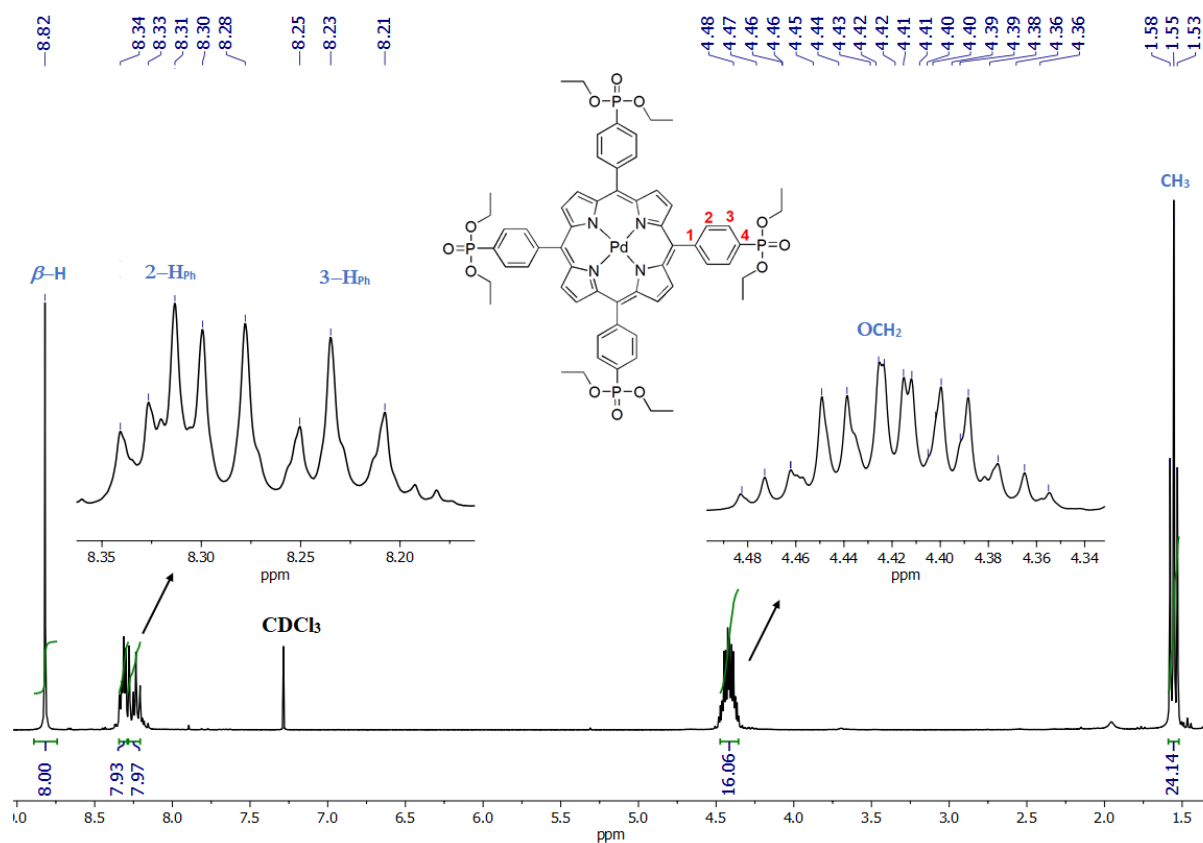 8.82 8.34 8.33 8.31 8.30 8.28 8.25 8.23 8.21 4.48 4.47 4.46 4.46 4.45 4.44 4.43 4.42 4.42 4.41 4.41 4.40 4.40 4.39 4.39 4.38 4.36 4.36 1.58 1.55 1.53
O O
P
O O
O
P
O
O
N N
Pd
N N
1 2 3 4
O
P
O
O
O
P
O
O
β–H
2–HPh
3–HPh
OCH2
CH3
8.35 8.30 8.25 8.20
ppm
4.48 4.46 4.44 4.42 4.40 4.38 4.36 4.34
ppm
CDCl3
8.00 7.93 7.97 16.06 24.14
9.0 8.5 8.0 7.5 7.0 6.5 6.0 5.5 5.0 4.5 4.0 3.5 3.0 2.5 2.0 1.5
ppm